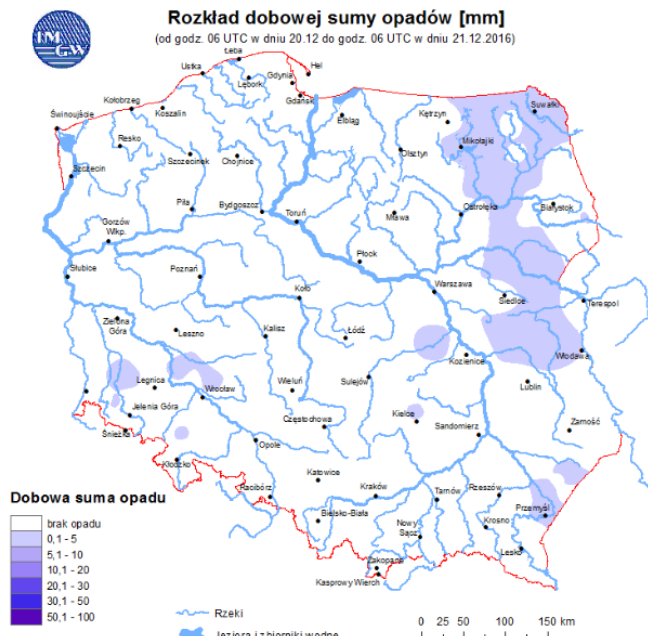 IM
GW
Rozkład dobowej sumy opadów [mm]
(od godz. 06 UTC w dniu 20.12 do godz. 06 UTC w dniu 21.12.2016)
Łeba
Hel
Ustka
Gdynia
Lębork
Gdańsk
Suwałki
Kołobrzeg
Koszalin
Elbląg
Kętrzyn
Świnoujście
Resko
Mikołajki
Szczecinek
Chojnice
Olsztyn
Szczecin
Piła
Bydgoszcz
Toruń
Mława
Ostrołęka
Białystok
Gorzów
Wlkp.
Płock
Słubice
Poznań
Koło
Warszawa
Siedlce
Terespol
Zielona
Góra
Leszno
Kalisz
Łódź
Kozienice
Włodawa
Legnica
Wrocław
Wieluń
Sulejów
Lublin
Jelenia Góra
Kielce
Śnieżka
Częstochowa
Sandomierz
Zamość
Opole
Kłodzko
Katowice
Racibórz
Kraków
Tarnów
Rzeszów
Przemyśl
Bielsko-Biała
Nowy
Sącz
Krosno
Lesko
Zakopane
Kasprowy Wierch
Dobowa suma opadu
brak opadu
0,1 - 5
5,1 - 10
10,1 - 20
20,1 - 30
30,1 - 50
50,1 - 100
Rzeki
jeziora i zbiorniki wodne
0 25 50 100 150 km